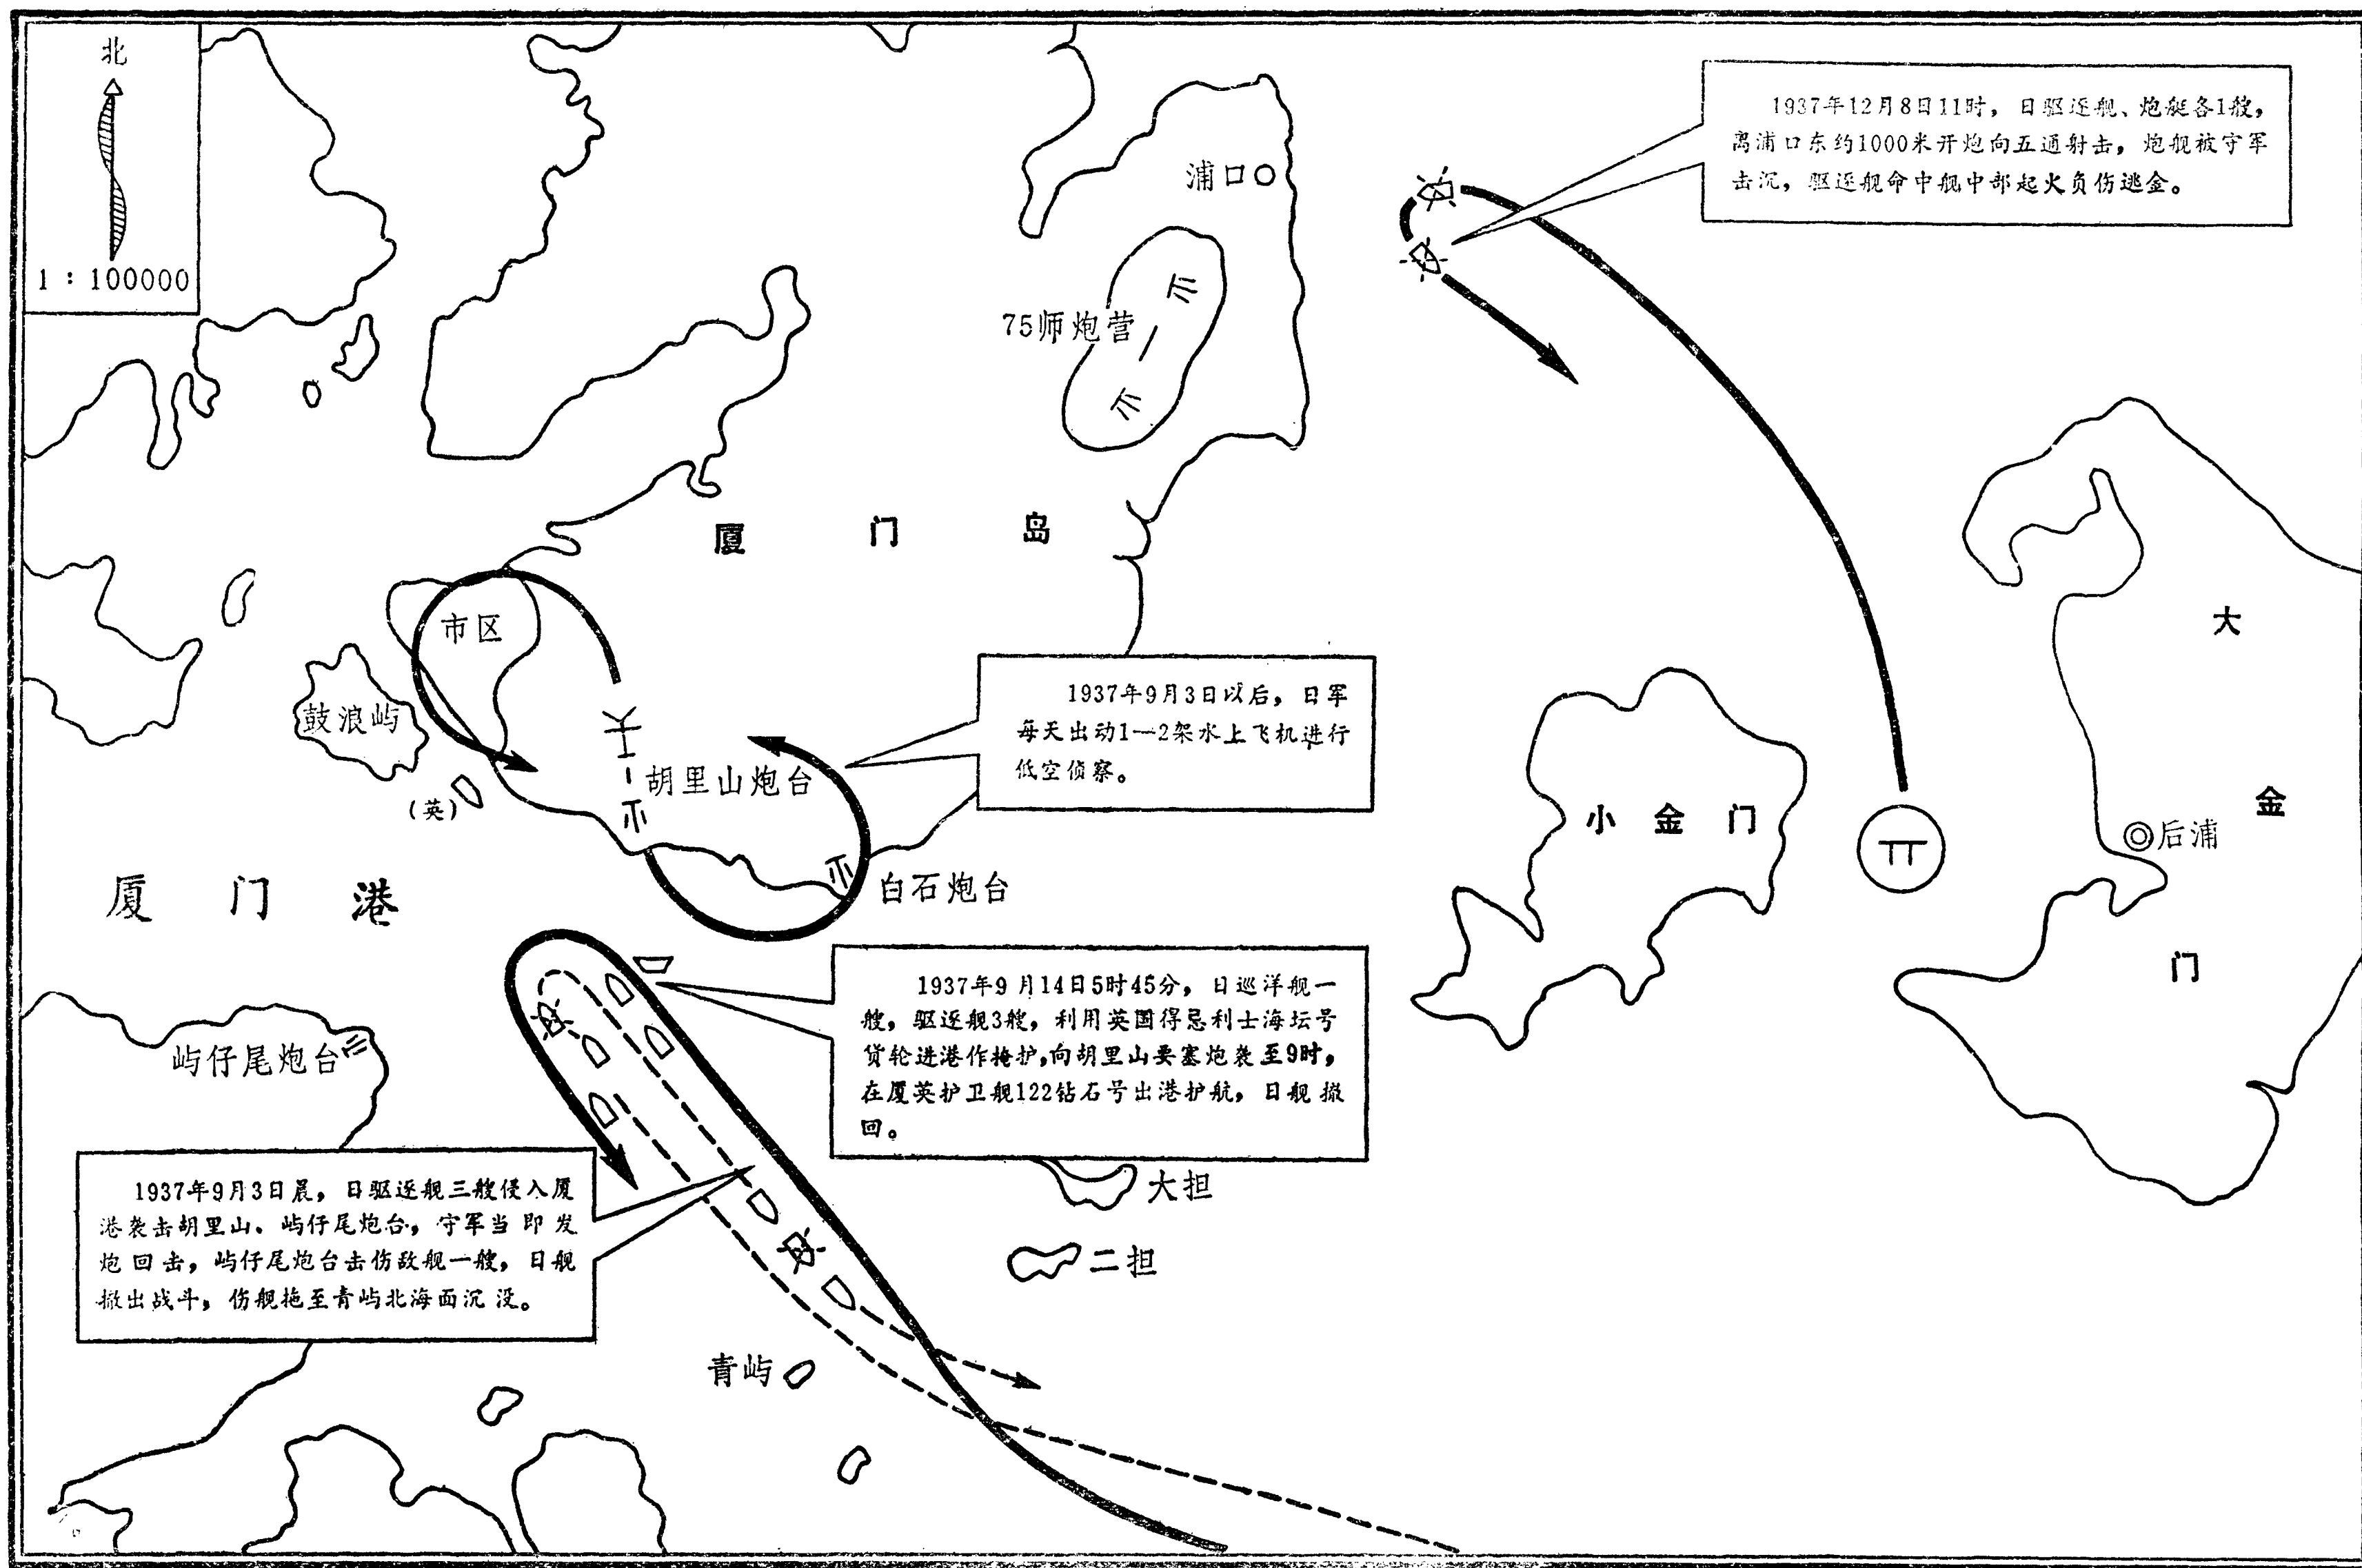 北
1：100000
1937年12月8日11时，日驱逐舰、炮艇各1艘，
离浦口东约1000米开炮向五通射击，炮舰被守军
击沉，驱逐舰命中舰中部起火负伤逃金。
浦口
75师炮营
厦门岛
市区
鼓浪屿
(英)
胡里山炮台
1937年9月3日以后，日军
每天出动1—2架水上飞机进行
低空侦察。
白石炮台
厦门港
小金门
大金门
后浦
1937年9月14日5时45分，日巡洋舰一
艘，驱逐舰3艘，利用英国得忌利士海坛号
货轮进港作掩护，向胡里山要塞炮袭至9时，
在厦英护卫舰122钻石号出港护航，日舰撤
回。
屿仔尾炮台
1937年9月3日晨，日驱逐舰三艘侵入厦
港袭击胡里山、屿仔尾炮台，守军当即发
炮回击，屿仔尾炮台击伤敌舰一艘，日舰
撤出战斗，伤舰拖至青屿北海面沉没。
大担
二担
青屿